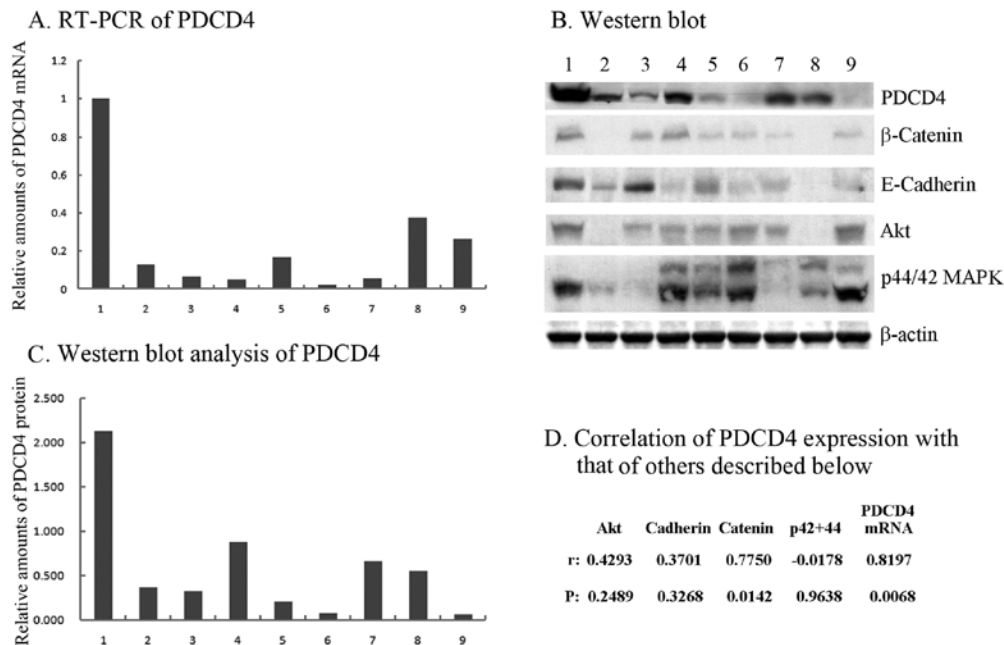 A. RT-PCR of PDCD4
Relative amounts of PDCD4 mRNA
1.2
1
0.8
0.6
0.4
0.2
0
1 2 3 4 5 6 7 8 9
B. Western blot
1 2 3 4 5 6 7 8 9
PDCD4
β-Catenin
E-Cadherin
Akt
p44/42 MAPK
β-actin
C. Western blot analysis of PDCD4
Relative amounts of PDCD4 protein
2.500
2.000
1.500
1.000
0.500
0.000
1 2 3 4 5 6 7 8 9
D. Correlation of PDCD4 expression with
that of others described below
Akt Cadherin Catenin p42+44 PDCD4 mRNA
r: 0.4293 0.3701 0.7750 -0.0178 0.8197
P: 0.2489 0.3268 0.0142 0.9638 0.0068